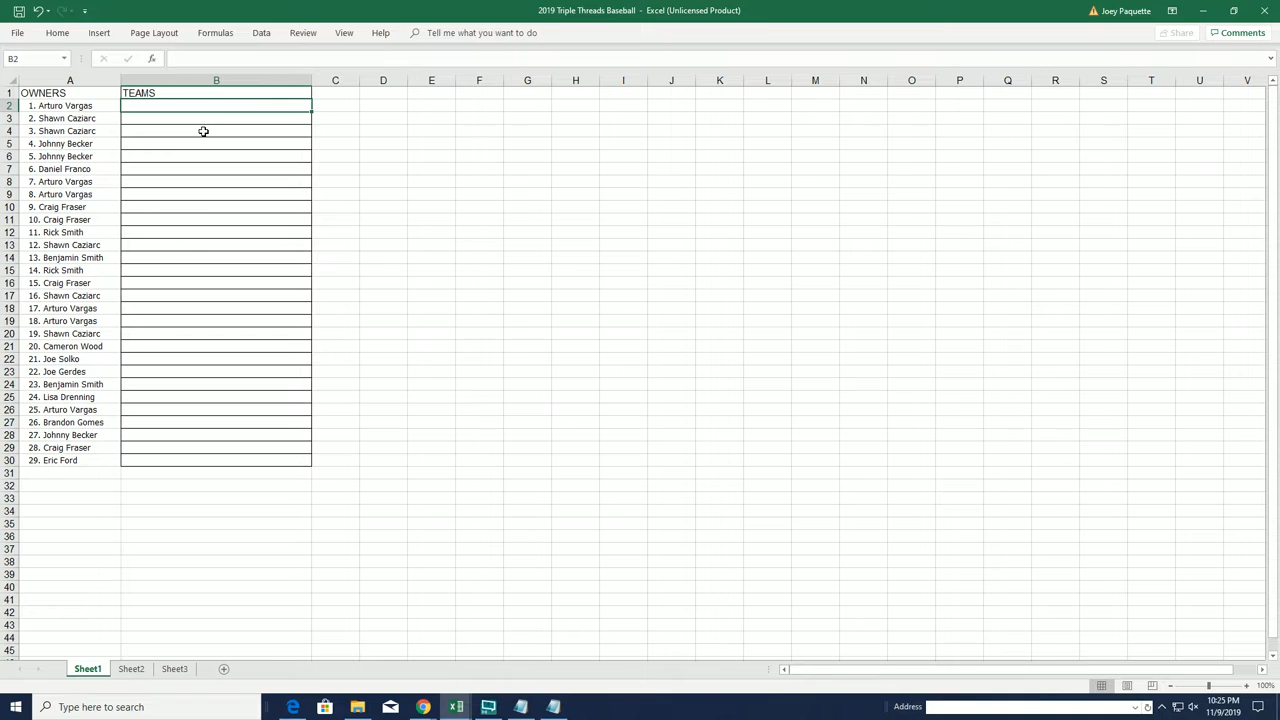 2019 Triple Threads Baseball - Excel (Unlicensed Product)
Joey Paquette
File Home Insert Page Layout Formulas Data Review View Help Tell me what you want to do
Share Comments
B2 fx
A B C D E F G H I J K L M N O P Q R S T U V
1 OWNERS TEAMS
2 1. Arturo Vargas
3 2. Shawn Caziarc
4 3. Shawn Caziarc
5 4. Johnny Becker
6 5. Johnny Becker
7 6. Daniel Franco
8 7. Arturo Vargas
9 8. Arturo Vargas
10 9. Craig Fraser
11 10. Craig Fraser
12 11. Rick Smith
13 12. Shawn Caziarc
14 13. Benjamin Smith
15 14. Rick Smith
16 15. Craig Fraser
17 16. Shawn Caziarc
18 17. Arturo Vargas
19 18. Arturo Vargas
20 19. Shawn Caziarc
21 20. Cameron Wood
22 21. Joe Solko
23 22. Joe Gerdes
24 23. Benjamin Smith
25 24. Lisa Drenning
26 25. Arturo Vargas
27 26. Brandon Gomes
28 27. Johnny Becker
29 28. Craig Fraser
30 29. Eric Ford
31
32
33
34
35
36
37
38
39
40
41
42
43
44
45
Sheet1 Sheet2 Sheet3
100%
Type here to search
Address
10:25 PM
11/9/2019